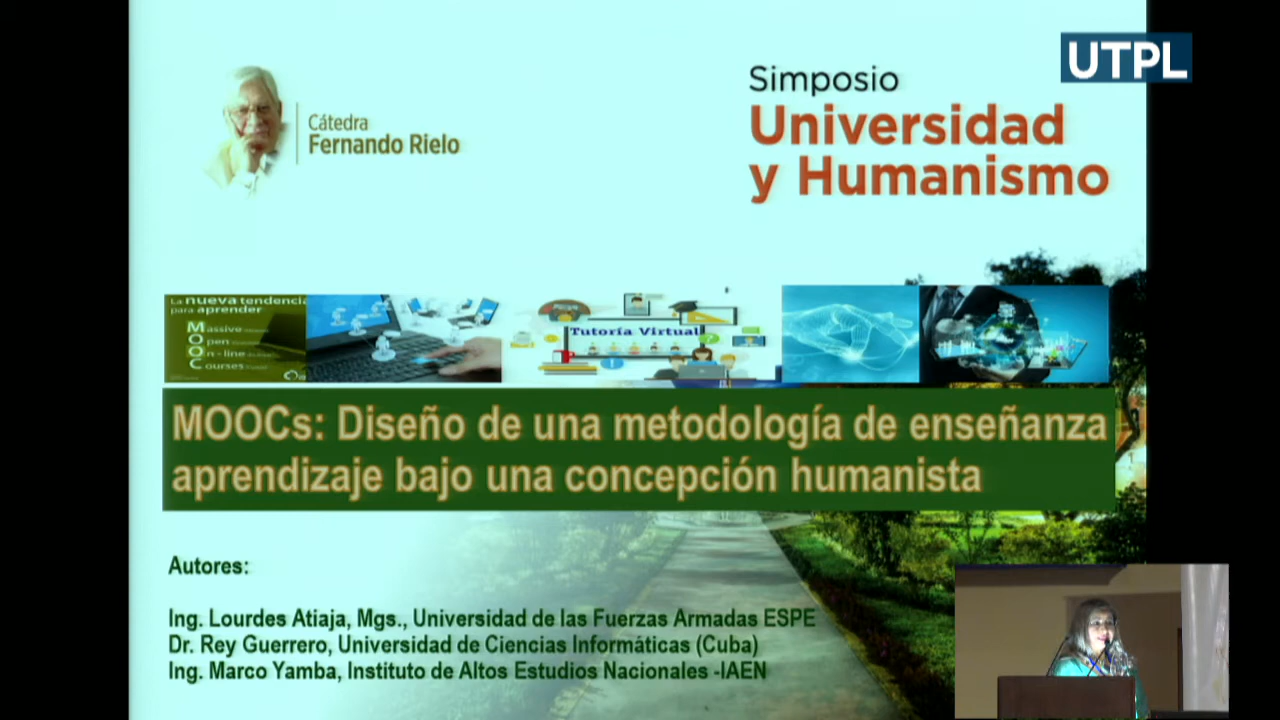 UTPL
Simposio
Universidad
y Humanismo
Cátedra
Fernando Rielo
La nueva tendencia
para aprender
Massive
Open
On - line
Courses
Tutoría Virtual
MOOCs: Diseño de una metodología de enseñanza
aprendizaje bajo una concepción humanista
Autores:
Ing. Lourdes Atiaja, Mgs., Universidad de las Fuerzas Armadas ESPE
Dr. Rey Guerrero, Universidad de Ciencias Informáticas (Cuba)
Ing. Marco Yamba, Instituto de Altos Estudios Nacionales -IAEN